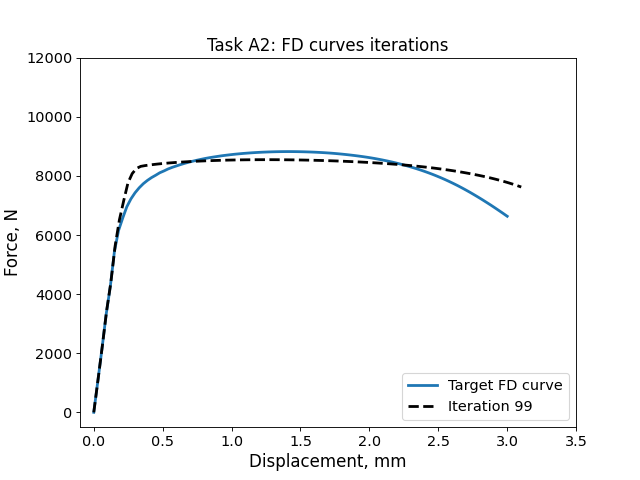 Task A2: FD curves iterations
12000
10000
8000
6000
4000
2000
0
Force, N
Target FD curve
Iteration 99
0.0 0.5 1.0 1.5 2.0 2.5 3.0 3.5
Displacement, mm